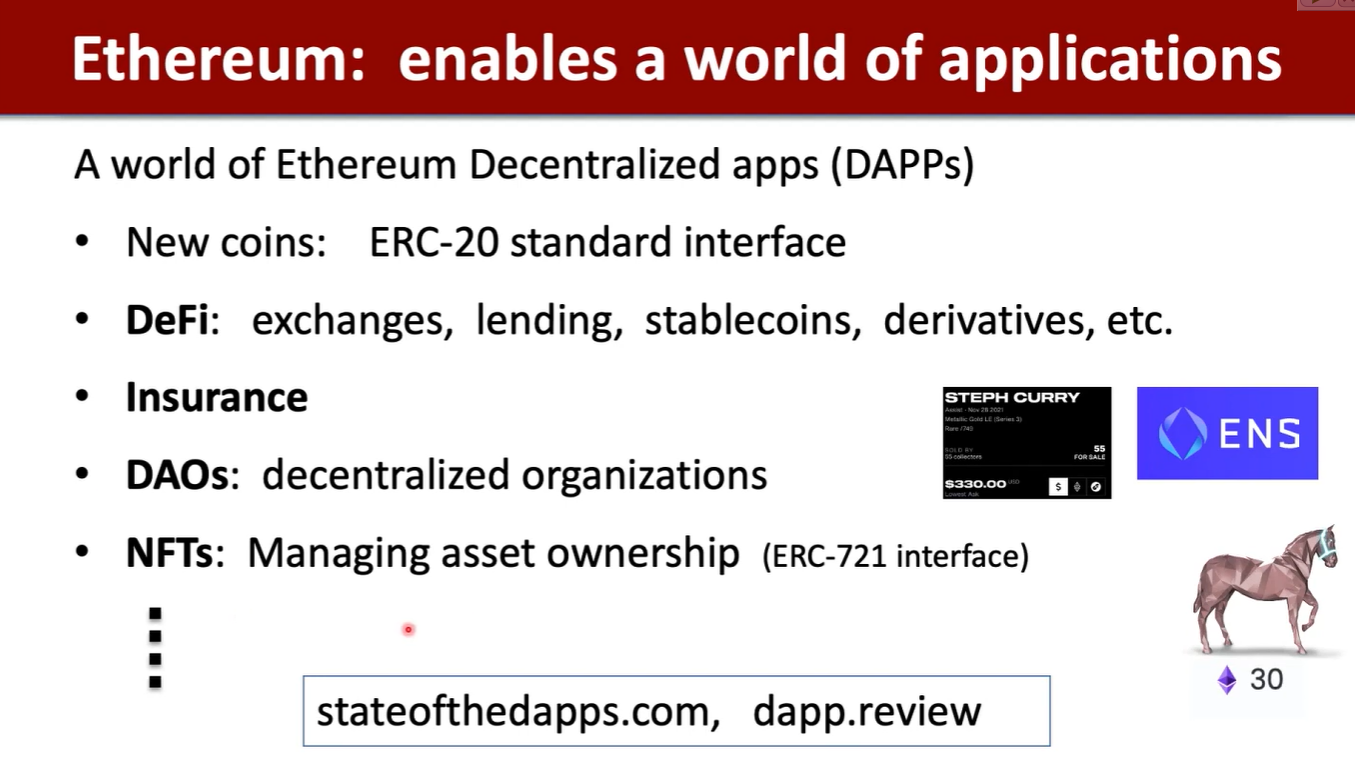 Ethereum: enables a world of applications
A world of Ethereum Decentralized apps (DAPPs)
• New coins: ERC-20 standard interface
• DeFi: exchanges, lending, stablecoins, derivatives, etc.
• Insurance
• DAOs: decentralized organizations
• NFTs: Managing asset ownership (ERC-721 interface)
STEPH CURRY
Assist - Nov 28 2021
Metallic Gold LE (Series 3)
Rare /749
SOLD BY
55 collectors
55
FOR SALE
$330.00 USD
Lowest Ask
$
ENS
30
stateofthedapps.com, dapp.review